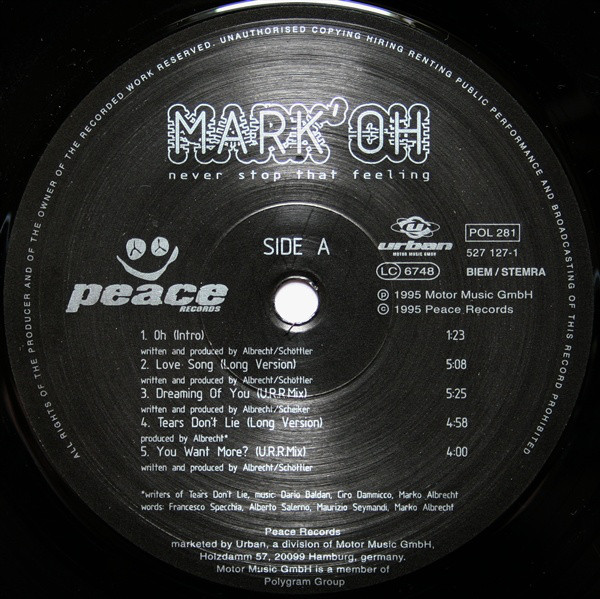 ALL RIGHTS OF THE PRODUCER AND OF THE OWNER OF THE RECORDED WORK RESERVED. UNAUTHORISED COPYING HIRING RENTING PUBLIC PERFORMANCE AND BROADCASTING OF THIS RECORD PROHIBITED.
MARK'OH
never stop that feeling
SIDE A
peace
RECORDS
urban
MOTOR MUSIC GMBH
POL 281
527 127-1
LC 6748
BIEM / STEMRA
℗ 1995 Motor Music GmbH
© 1995 Peace Records
1. Oh (Intro) 1:23
written and produced by Albrecht/Schöttler
2. Love Song (Long Version) 5:08
written and produced by Albrecht/Schöttler
3. Dreaming Of You (U.R.R.Mix) 5:25
written and produced by Albrecht/Scheiker
4. Tears Don't Lie (Long Version) 4:58
produced by Albrecht*
5. You Want More? (U.R.R.Mix) 4:00
written and produced by Albrecht/Schöttler
*writers of Tears Don't Lie, music: Dario Baldan, Ciro Dammicco, Marko Albrecht
words: Francesco Specchia, Alberto Salerno, Maurizio Seymandi, Marko Albrecht
Peace Records
marketed by Urban, a division of Motor Music GmbH,
Holzdamm 57, 20099 Hamburg, germany.
Motor Music GmbH is a member of
Polygram Group